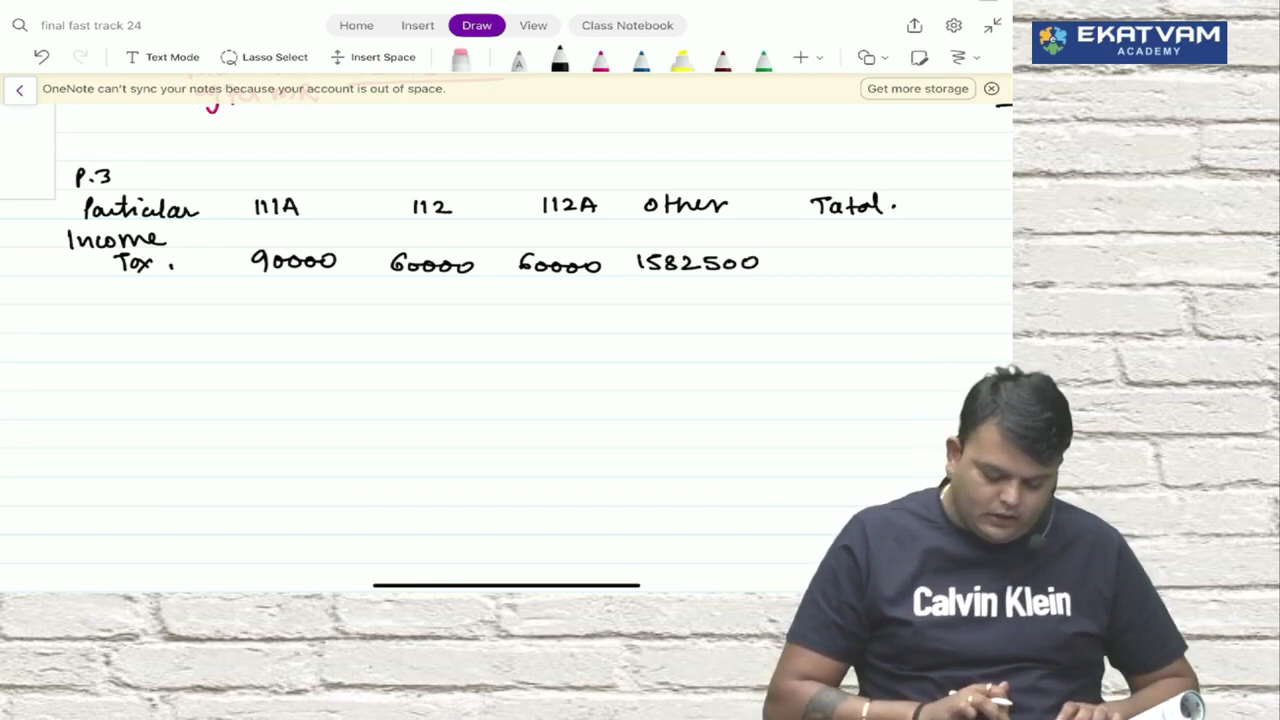 final fast track 24
Home Insert Draw View Class Notebook
EKATVAM
ACADEMY
Text Mode Lasso Select Insert Space
OneNote can't sync your notes because your account is out of space.
Get more storage
P.3
Particular 111A 112 112A Other Total.
Income
Tax. 90000 60000 60000 1582500
Calvin Klein